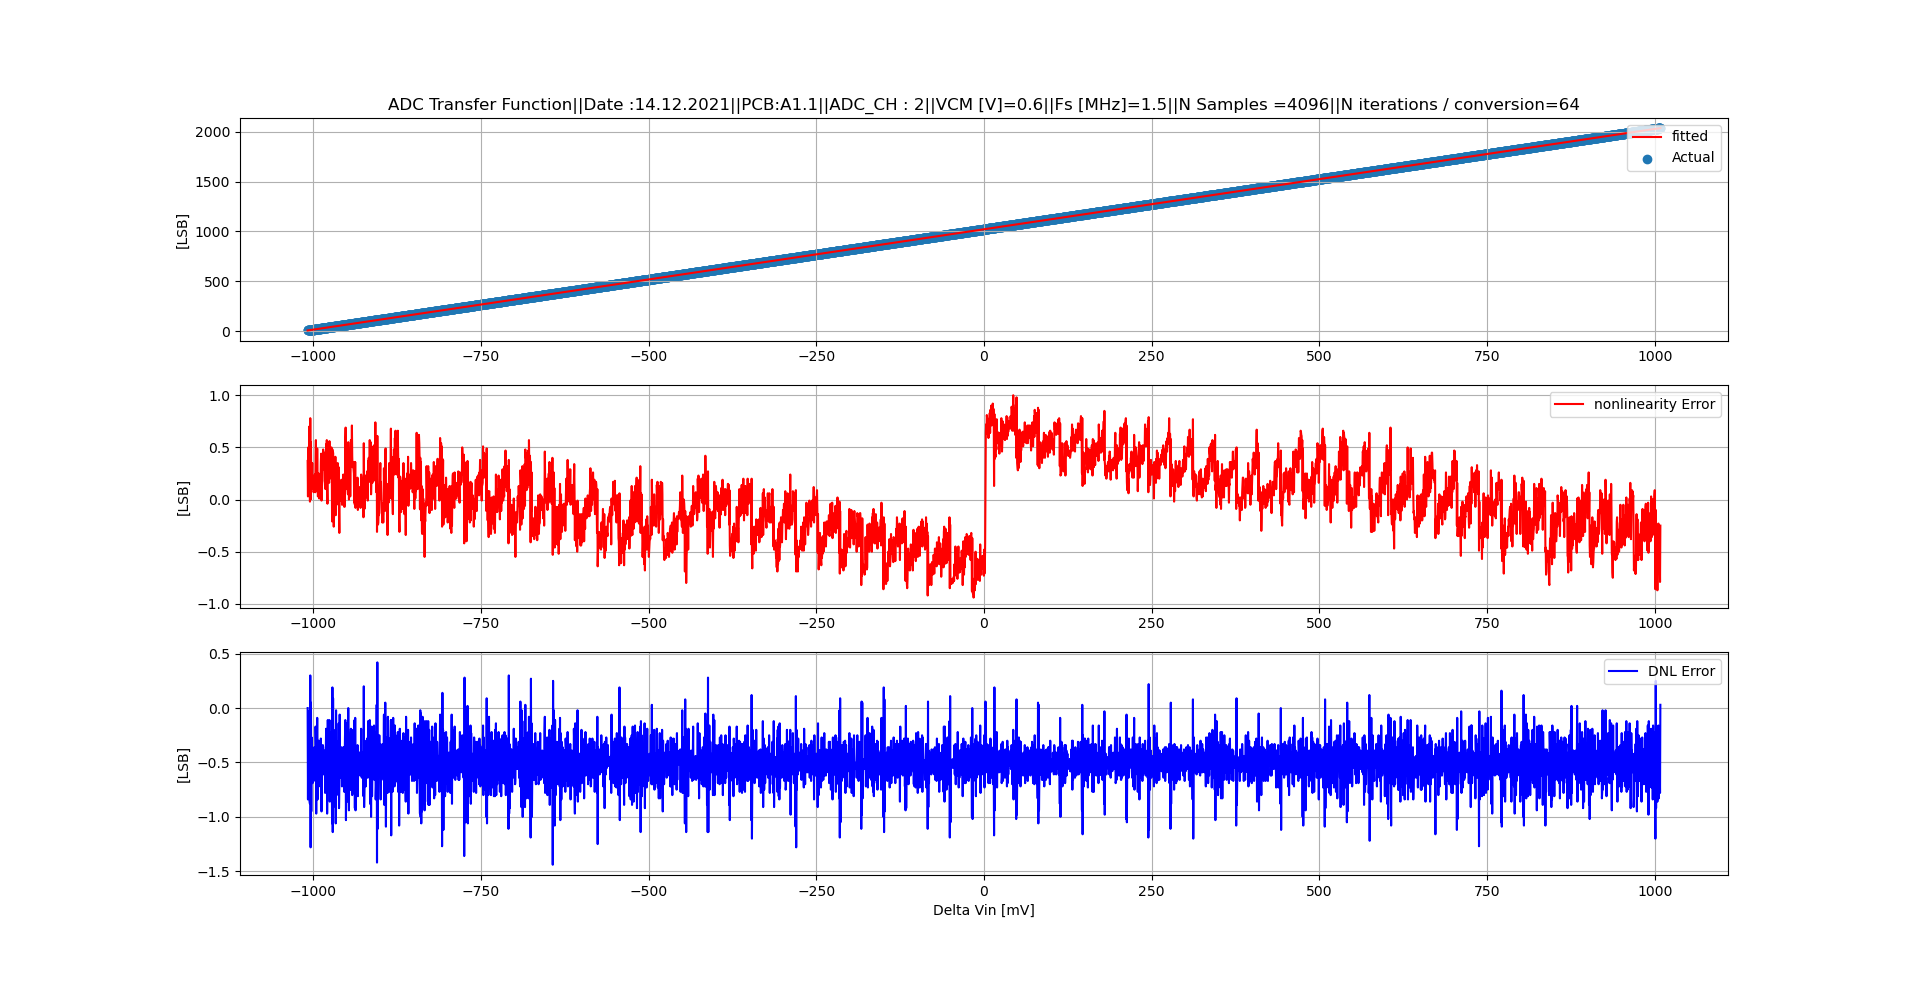 ADC Transfer Function||Date :14.12.2021||PCB:A1.1||ADC_CH : 2||VCM [V]=0.6||Fs [MHz]=1.5||N Samples =4096||N iterations / conversion=64
2000
1500
1000
500
0
[LSB]
fitted
Actual
−1000 −750 −500 −250 0 250 500 750 1000
1.0
0.5
0.0
−0.5
−1.0
[LSB]
nonlinearity Error
−1000 −750 −500 −250 0 250 500 750 1000
0.5
0.0
−0.5
−1.0
−1.5
[LSB]
DNL Error
−1000 −750 −500 −250 0 250 500 750 1000
Delta Vin [mV]